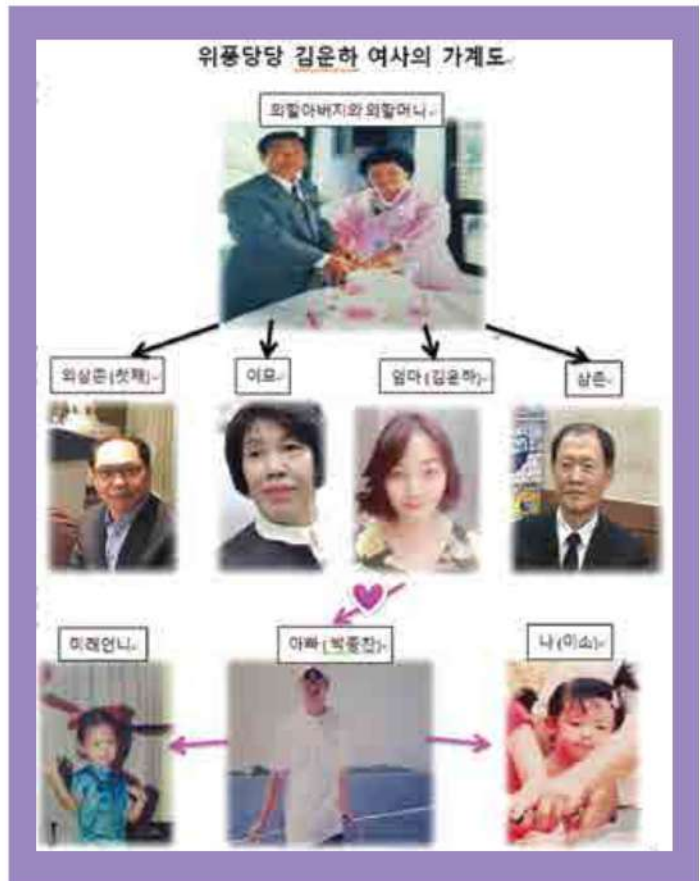 위풍당당 김운하 여사의 가계도
외할아버지와 외할머니
외삼촌 (첫째)
이모
엄마 (김운하)
삼촌
미래언니
아빠 (박종찬)
나 (미소)